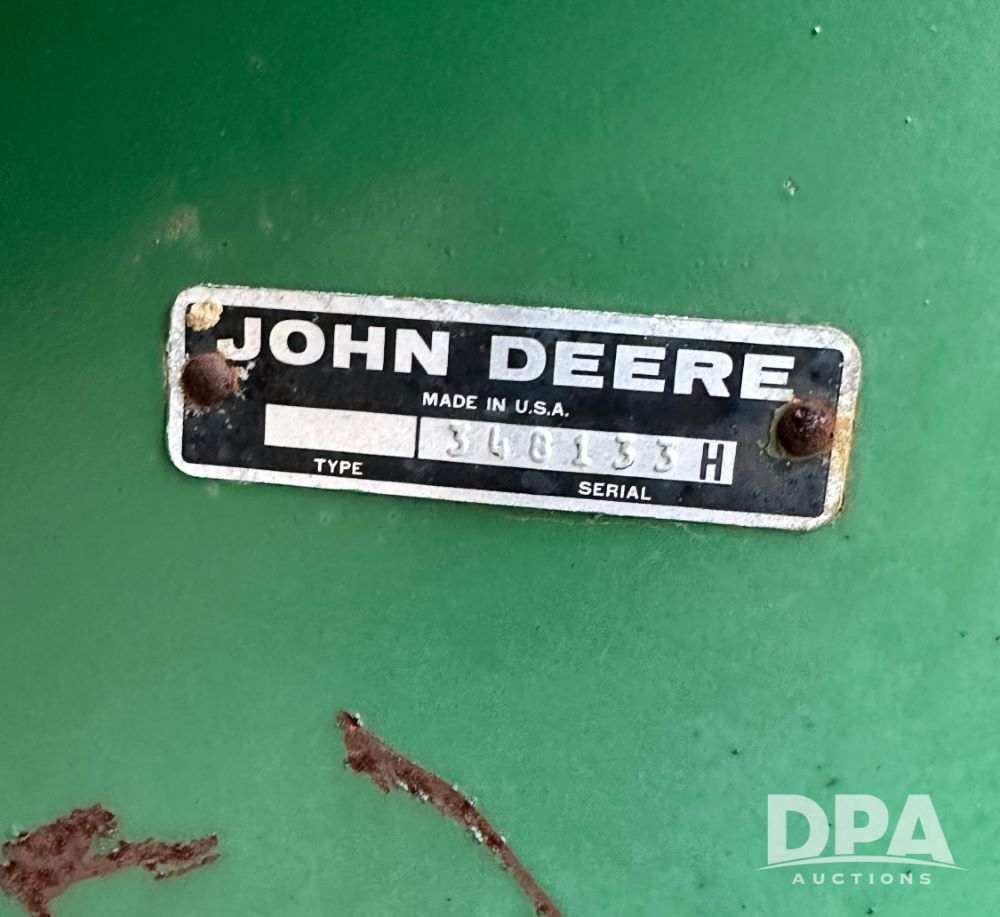 JOHN DEERE
MADE IN U.S.A.
348133 H
TYPE SERIAL
DPA
AUCTIONS